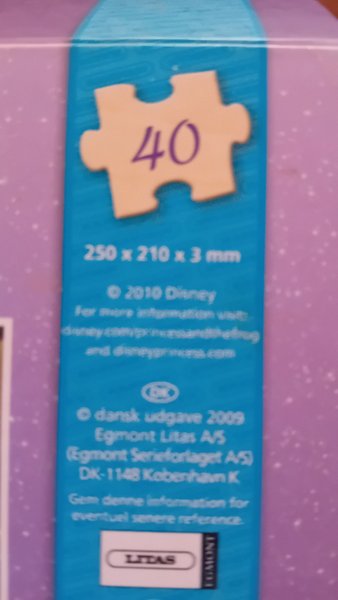 40
250 x 210 x 3 mm
© 2010 Disney
For more information visit:
disney.com/princessandthefrog
and disneyprincess.com
DK
© dansk udgave 2009
Egmont Litas A/S
(Egmont Serieforlaget A/S)
DK-1148 København K
Gem denne information for
eventuel senere reference.
LITAS
EGMONT